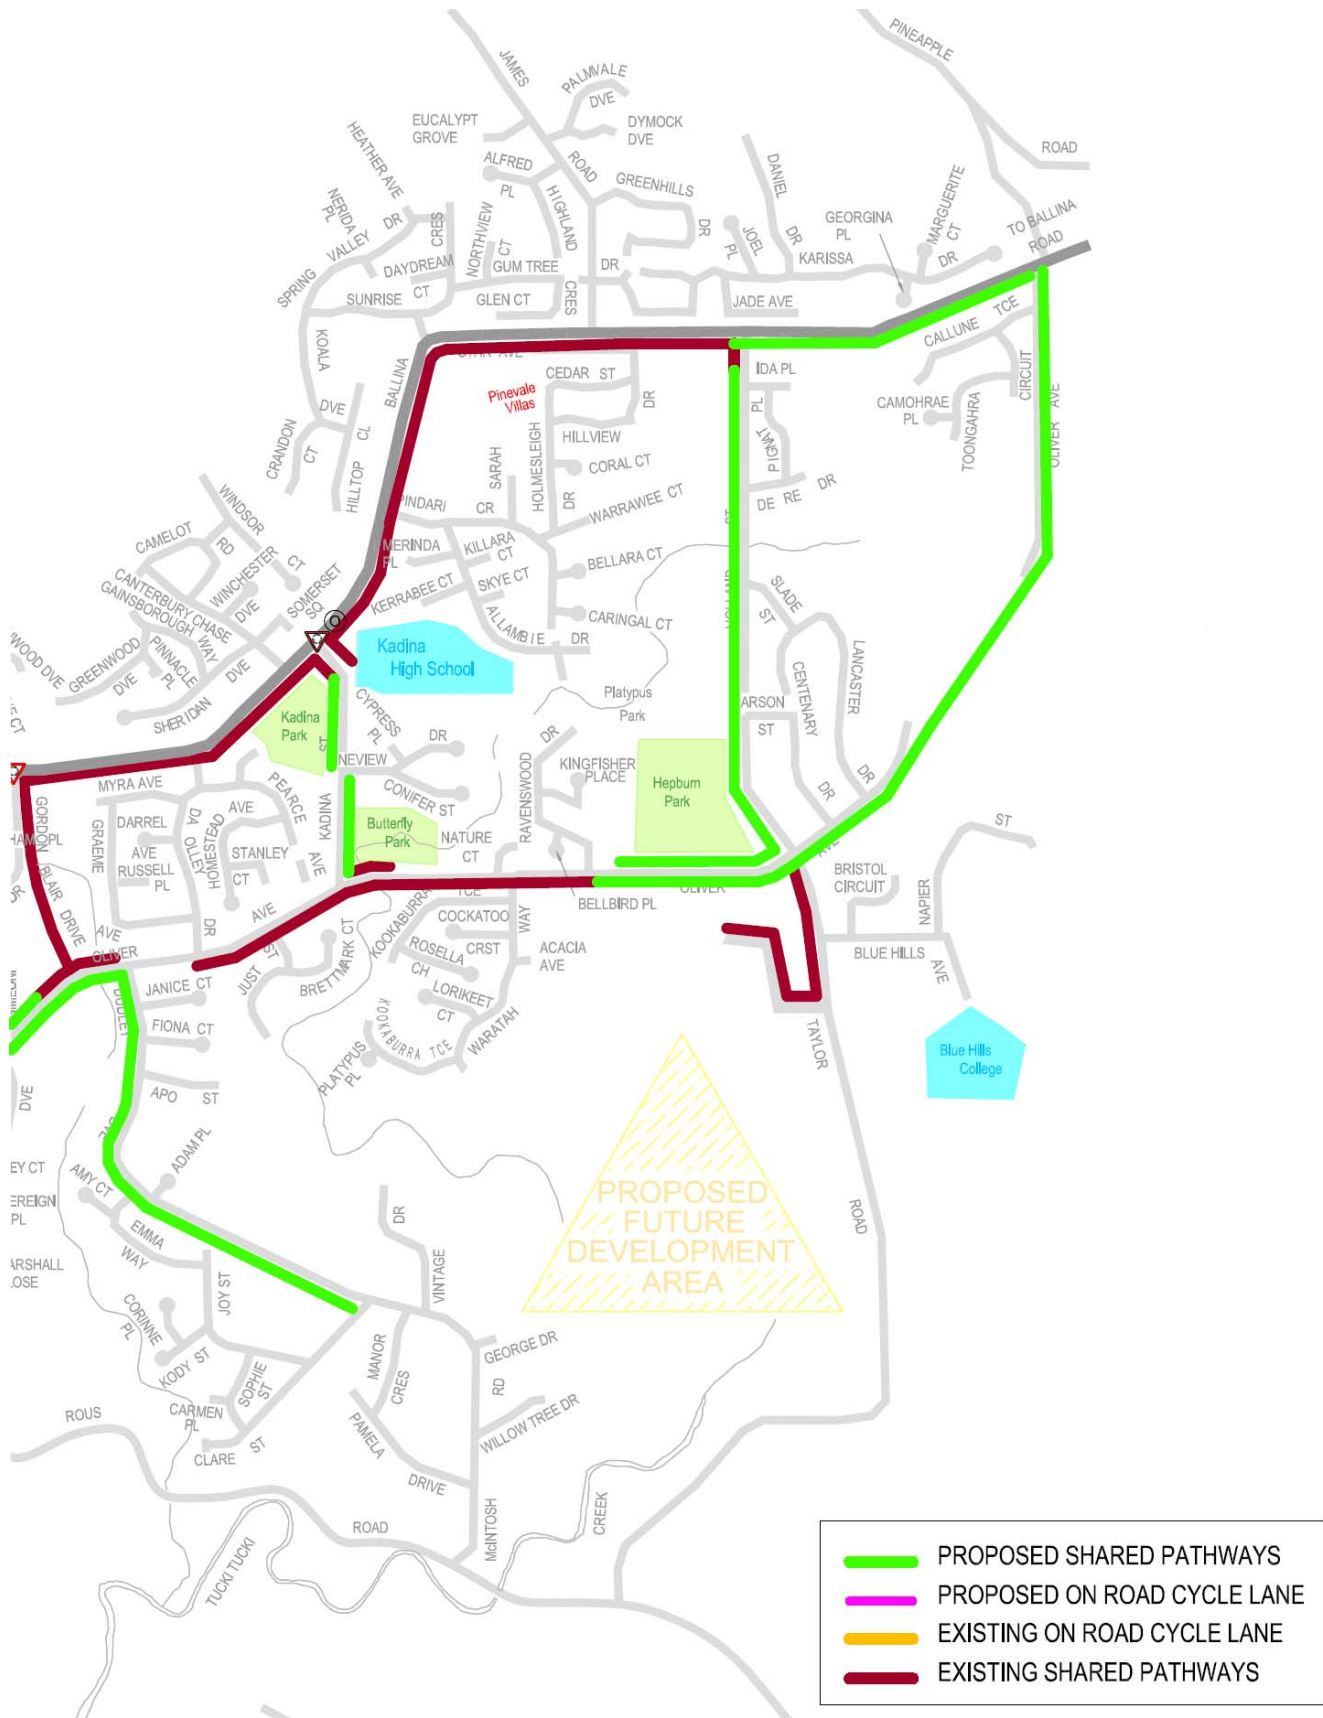 PINEAPPLE
ROAD
JAMES
ROAD
PALMVALE
DVE
DYMOCK
DVE
EUCALYPT
GROVE
ALFRED
PL
HIGHLAND
CRES
GREENHILLS
DR
DANIEL
DR
JOEL
PL
GEORGINA
PL
MARGUERITE
CT
TO BALLINA
ROAD
KARISSA
DR
HEATHER AVE
NERIDA
PL
SPRING
VALLEY
DR
CRES
NORTHVIEW
CT
DAYDREAM
CT
GUM TREE
DR
SUNRISE
GLEN CT
JADE AVE
CALLUNE
TCE
CIRCUIT
KOALA
DVE
BALLINA
CEDAR ST
DR
IDA PL
Pinevale
Villas
CAMOHRAE
PL
TOONGAHRA
OLIVER AVE
CRANDON
CT
HILLTOP
CL
HILLVIEW
HOLMESLEIGH
DR
SARAH
CORAL CT
PL
DE RE DR
WARRAWEE CT
WINDSOR
CT
CAMELOT
RD
PINDARI
CR
MERINDA
PL
KILLARA
CT
BELLARA CT
CANTERBURY CHASE
GAINSBOROUGH
WAY
WINCHESTER
DVE
SOMERSET
SQ
KERRABEE CT
SKYE CT
ALLAMBIE DR
CARINGAL CT
SLADE
ST
LANCASTER
DR
CENTENARY
DR
GREENWOOD
DVE
PINNACLE
PL
SHERIDAN
DVE
Kadina
High School
Platypus
Park
ARSON
ST
Kadina
Park
CYPRESS
PL
DR
NEVIEW
CONIFER ST
RAVENSWOOD
DR
KINGFISHER
PLACE
Hepburn
Park
MYRA AVE
PEARCE
AVE
KADINA
ST
Butterfly
Park
NATURE
CT
GORDON
BLAIR
DRIVE
GRAEME
AVE
DARREL
AVE
RUSSELL
PL
DA
OLLEY
DR
HOMESTEAD
AVE
STANLEY
CT
AVE
OLIVER
BELLBIRD PL
BRISTOL
CIRCUIT
NAPIER
ST
OLIVER
JUST
ST
BRETTMARK CT
KOOKABURRA
TCE
COCKATOO
CRST
WAY
ROSELLA
CH
ACACIA
AVE
BLUE HILLS
AVE
JANICE CT
DUDLEY
FIONA CT
LORIKEET
CT
KOOKABURRA TCE
WARATAH
PLATYPUS
PL
TAYLOR
ROAD
Blue Hills
College
DVE
APO ST
ADAM PL
AMY CT
EMMA
WAY
EY CT
EREIGN
PL
ARSHALL
OSE
PROPOSED
FUTURE
DEVELOPMENT
AREA
DR
VINTAGE
JOY ST
CORINNE
PL
KODY ST
SOPHIE
ST
MANOR
CRES
GEORGE DR
RD
WILLOW TREE DR
CARMEN
PL
CLARE ST
PAMELA
DRIVE
ROUS
ROAD
McINTOSH
TUCKI TUCKI
CREEK
PROPOSED SHARED PATHWAYS
PROPOSED ON ROAD CYCLE LANE
EXISTING ON ROAD CYCLE LANE
EXISTING SHARED PATHWAYS